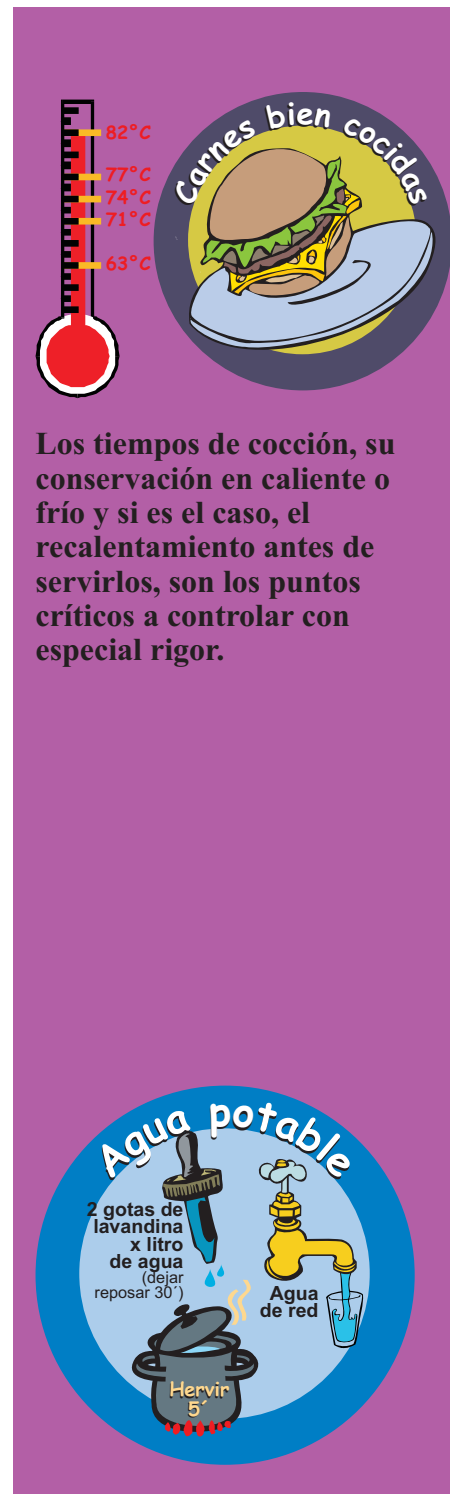 82°C
77°C
74°C
71°C
63°C
Carnes bien cocidas
Los tiempos de cocción, su
conservación en caliente o
frío y si es el caso, el
recalentamiento antes de
servirlos, son los puntos
críticos a controlar con
especial rigor.
Agua potable
2 gotas de
lavandina
x litro
de agua
(dejar
reposar 30´)
Agua
de red
Hervir
5´